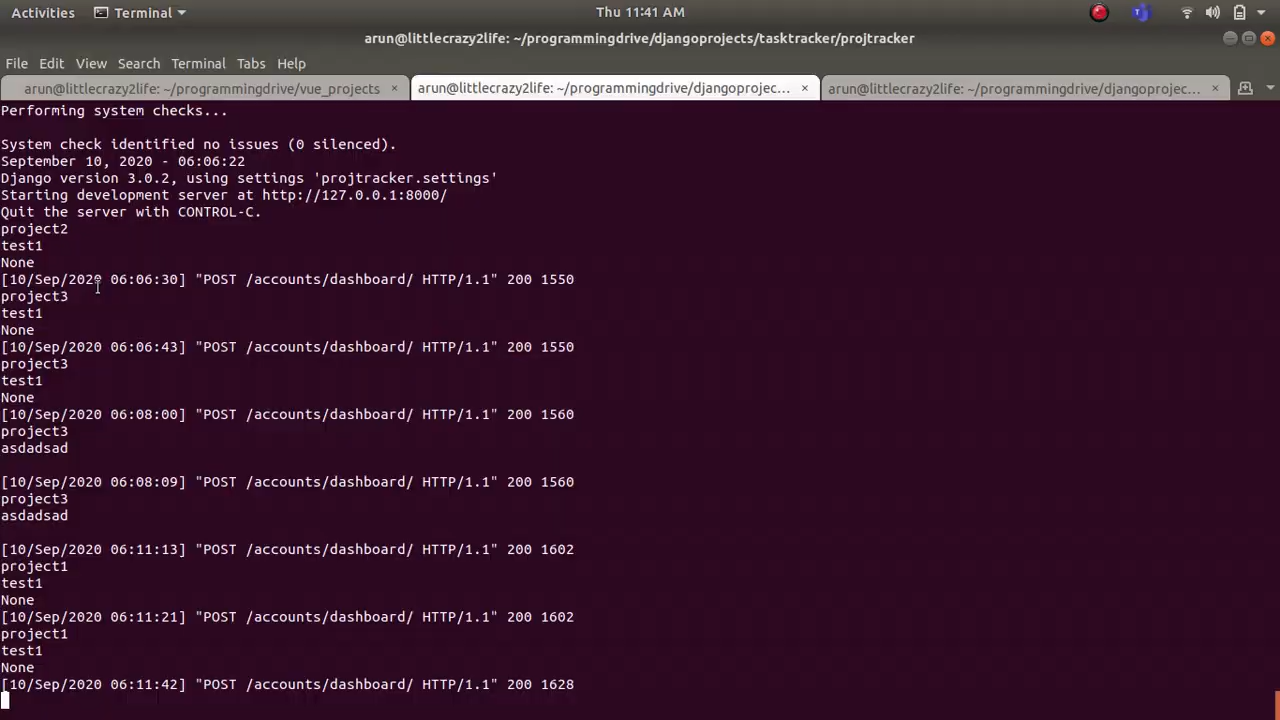 Activities Terminal Thu 11:41 AM
arun@littlecrazy2life: ~/programmingdrive/djangoprojects/tasktracker/projtracker
File Edit View Search Terminal Tabs Help
arun@littlecrazy2life: ~/programmingdrive/vue_projects × arun@littlecrazy2life: ~/programmingdrive/djangoprojec... × arun@littlecrazy2life: ~/programmingdrive/djangoprojec... ×
Performing system checks...
System check identified no issues (0 silenced).
September 10, 2020 - 06:06:22
Django version 3.0.2, using settings 'projtracker.settings'
Starting development server at http://127.0.0.1:8000/
Quit the server with CONTROL-C.
project2
test1
None
[10/Sep/2020 06:06:30] "POST /accounts/dashboard/ HTTP/1.1" 200 1550
project3
test1
None
[10/Sep/2020 06:06:43] "POST /accounts/dashboard/ HTTP/1.1" 200 1550
project3
test1
None
[10/Sep/2020 06:08:00] "POST /accounts/dashboard/ HTTP/1.1" 200 1560
project3
asdadsad
[10/Sep/2020 06:08:09] "POST /accounts/dashboard/ HTTP/1.1" 200 1560
project3
asdadsad
[10/Sep/2020 06:11:13] "POST /accounts/dashboard/ HTTP/1.1" 200 1602
project1
test1
None
[10/Sep/2020 06:11:21] "POST /accounts/dashboard/ HTTP/1.1" 200 1602
project1
test1
None
[10/Sep/2020 06:11:42] "POST /accounts/dashboard/ HTTP/1.1" 200 1628